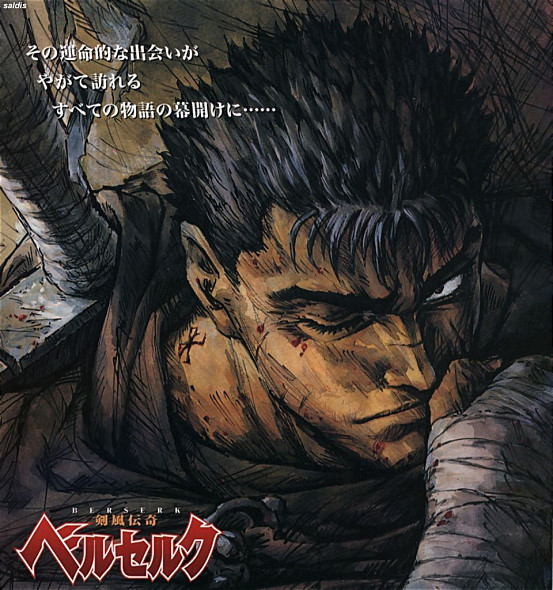 saldis
その運命的な出会いが
やがて訪れる
すべての物語の幕開けに……
BERSERK
剣風伝奇
ベルセルク